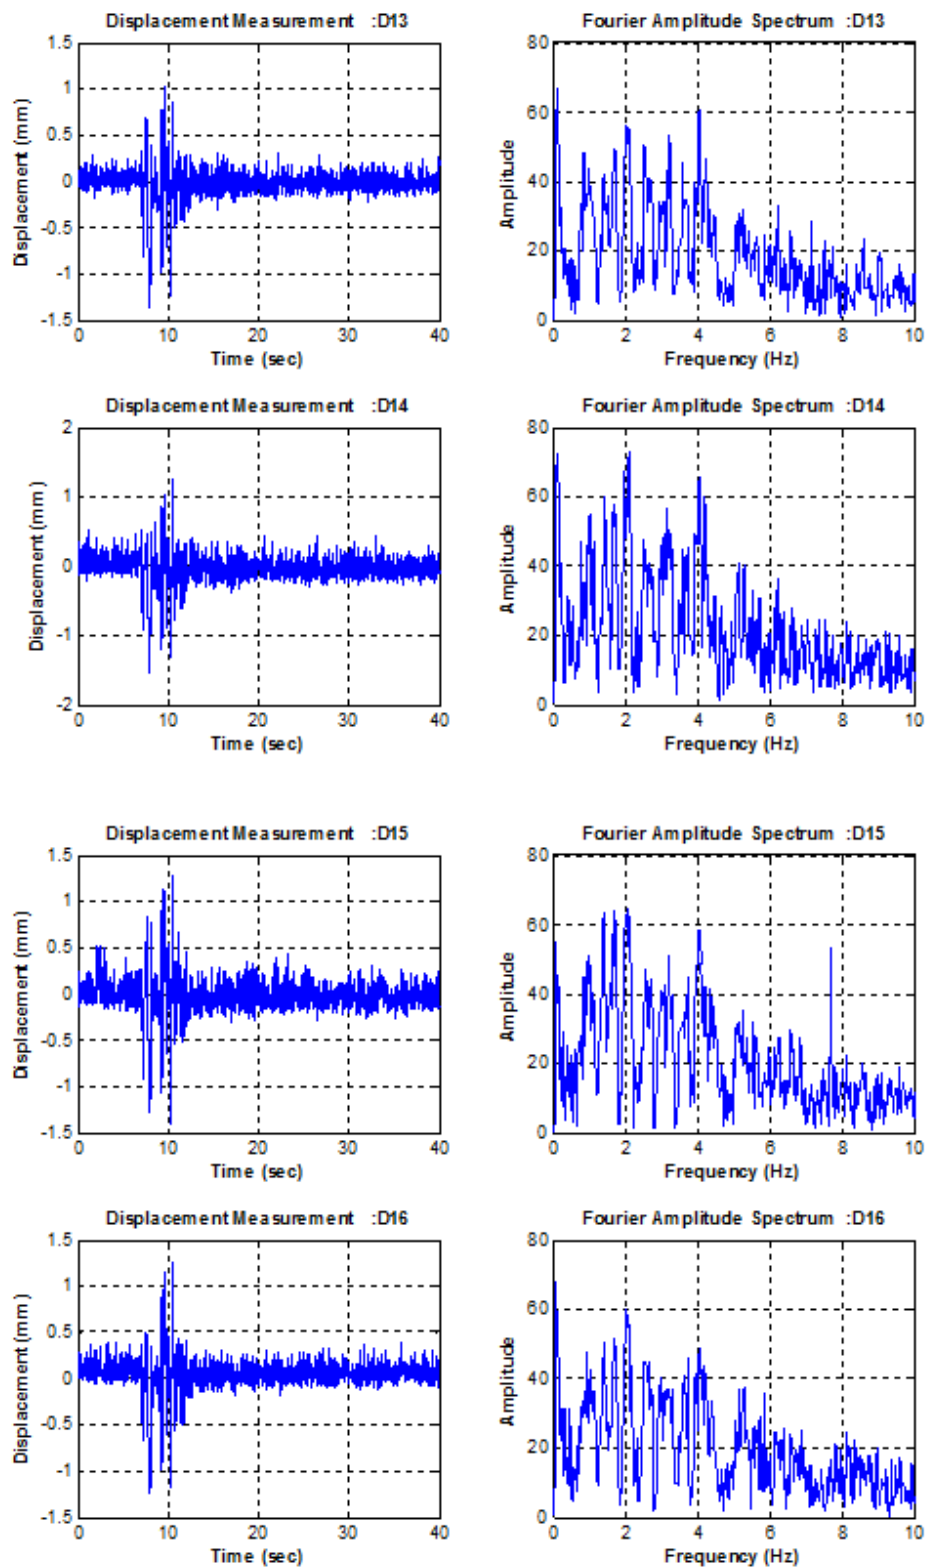 Displacement Measurement :D13
1.5
1
0.5
0
-0.5
-1
-1.5
Displacement (mm)
0 10 20 30 40
Time (sec)
Fourier Amplitude Spectrum :D13
80
60
40
20
0
Amplitude
0 2 4 6 8 10
Frequency (Hz)
Displacement Measurement :D14
2
1
0
-1
-2
Displacement (mm)
0 10 20 30 40
Time (sec)
Fourier Amplitude Spectrum :D14
80
60
40
20
0
Amplitude
0 2 4 6 8 10
Frequency (Hz)
Displacement Measurement :D15
1.5
1
0.5
0
-0.5
-1
-1.5
Displacement (mm)
0 10 20 30 40
Time (sec)
Fourier Amplitude Spectrum :D15
80
60
40
20
0
Amplitude
0 2 4 6 8 10
Frequency (Hz)
Displacement Measurement :D16
1.5
1
0.5
0
-0.5
-1
-1.5
Displacement (mm)
0 10 20 30 40
Time (sec)
Fourier Amplitude Spectrum :D16
80
60
40
20
0
Amplitude
0 2 4 6 8 10
Frequency (Hz)